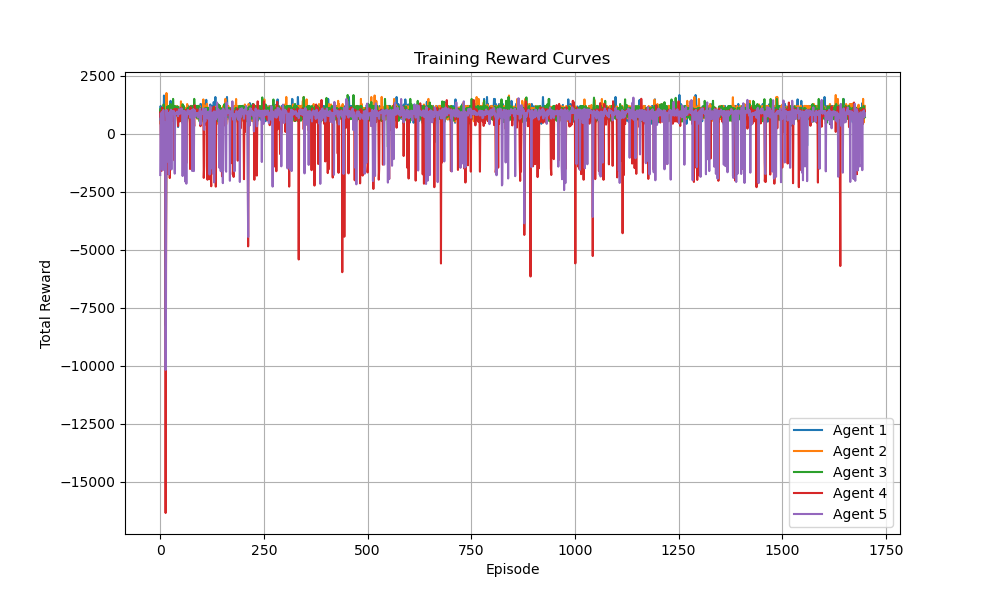 Training Reward Curves
Total Reward
2500
0
−2500
−5000
−7500
−10000
−12500
−15000
0 250 500 750 1000 1250 1500 1750
Episode
Agent 1
Agent 2
Agent 3
Agent 4
Agent 5